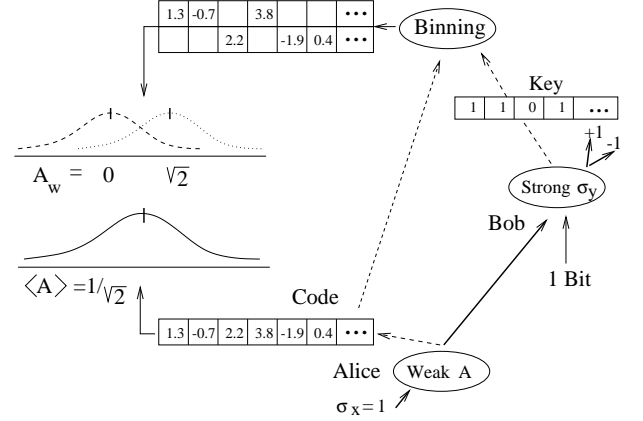 1.3 -0.7 3.8 •••
2.2 -1.9 0.4 •••
Binning
Key
1 1 0 1 •••
+1
-1
A_w = 0 √2
Strong σ_y
Bob
1 Bit
⟨A⟩ = 1/√2
Code
1.3 -0.7 2.2 3.8 -1.9 0.4 •••
Alice
Weak A
σ_x = 1